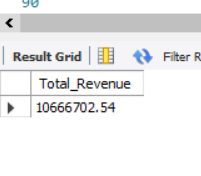 90
Result Grid
Filter R
Total_Revenue
10666702.54